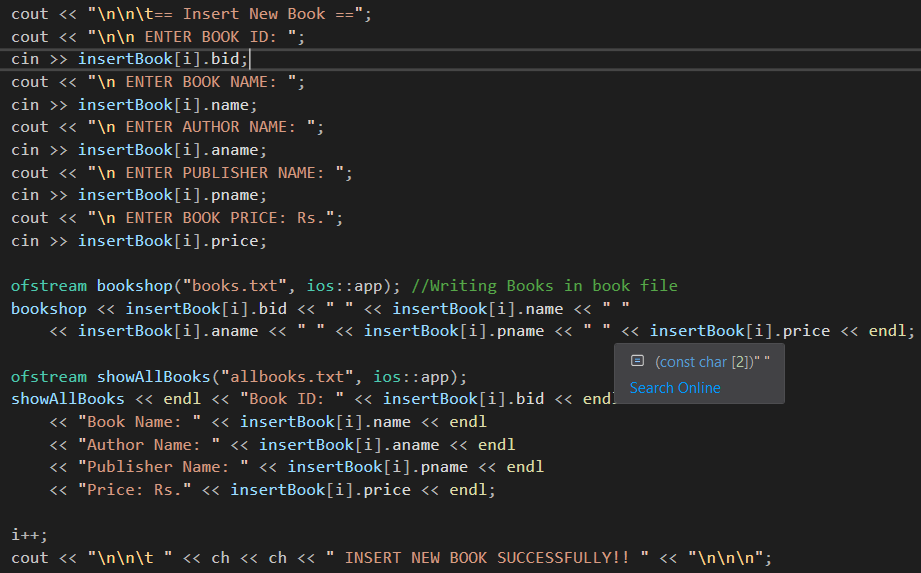 cout << "\n\n\t== Insert New Book ==";
cout << "\n\n ENTER BOOK ID: ";
cin >> insertBook[i].bid;
cout << "\n ENTER BOOK NAME: ";
cin >> insertBook[i].name;
cout << "\n ENTER AUTHOR NAME: ";
cin >> insertBook[i].aname;
cout << "\n ENTER PUBLISHER NAME: ";
cin >> insertBook[i].pname;
cout << "\n ENTER BOOK PRICE: Rs.";
cin >> insertBook[i].price;
ofstream bookshop("books.txt", ios::app); //Writing Books in book file
bookshop << insertBook[i].bid << " " << insertBook[i].name << " "
<< insertBook[i].aname << " " << insertBook[i].pname << " " << insertBook[i].price << endl;
(const char [2])" "
Search Online
ofstream showAllBooks("allbooks.txt", ios::app);
showAllBooks << endl << "Book ID: " << insertBook[i].bid << endl
<< "Book Name: " << insertBook[i].name << endl
<< "Author Name: " << insertBook[i].aname << endl
<< "Publisher Name: " << insertBook[i].pname << endl
<< "Price: Rs." << insertBook[i].price << endl;
i++;
cout << "\n\n\t " << ch << ch << " INSERT NEW BOOK SUCCESSFULLY!! " << "\n\n\n";